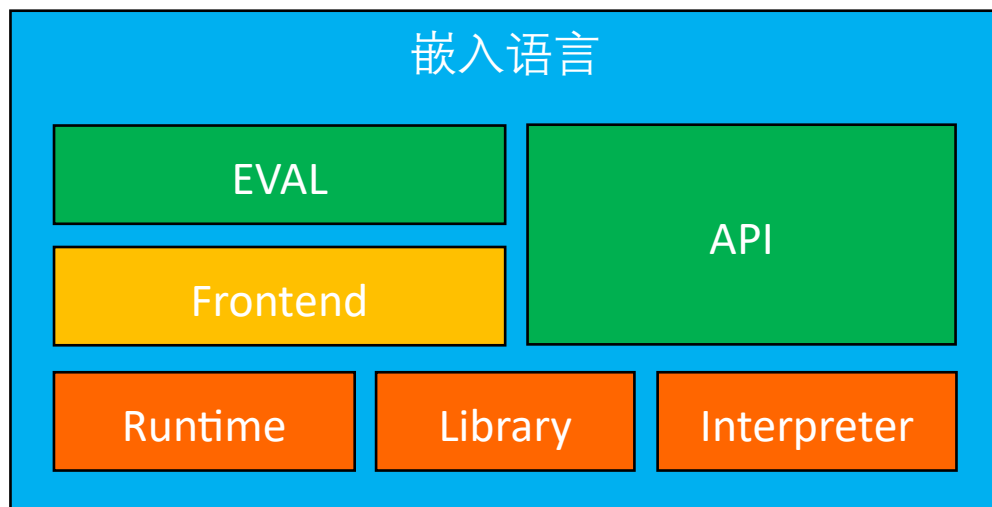 嵌入语言
EVAL
API
Frontend
Runtime
Library
Interpreter